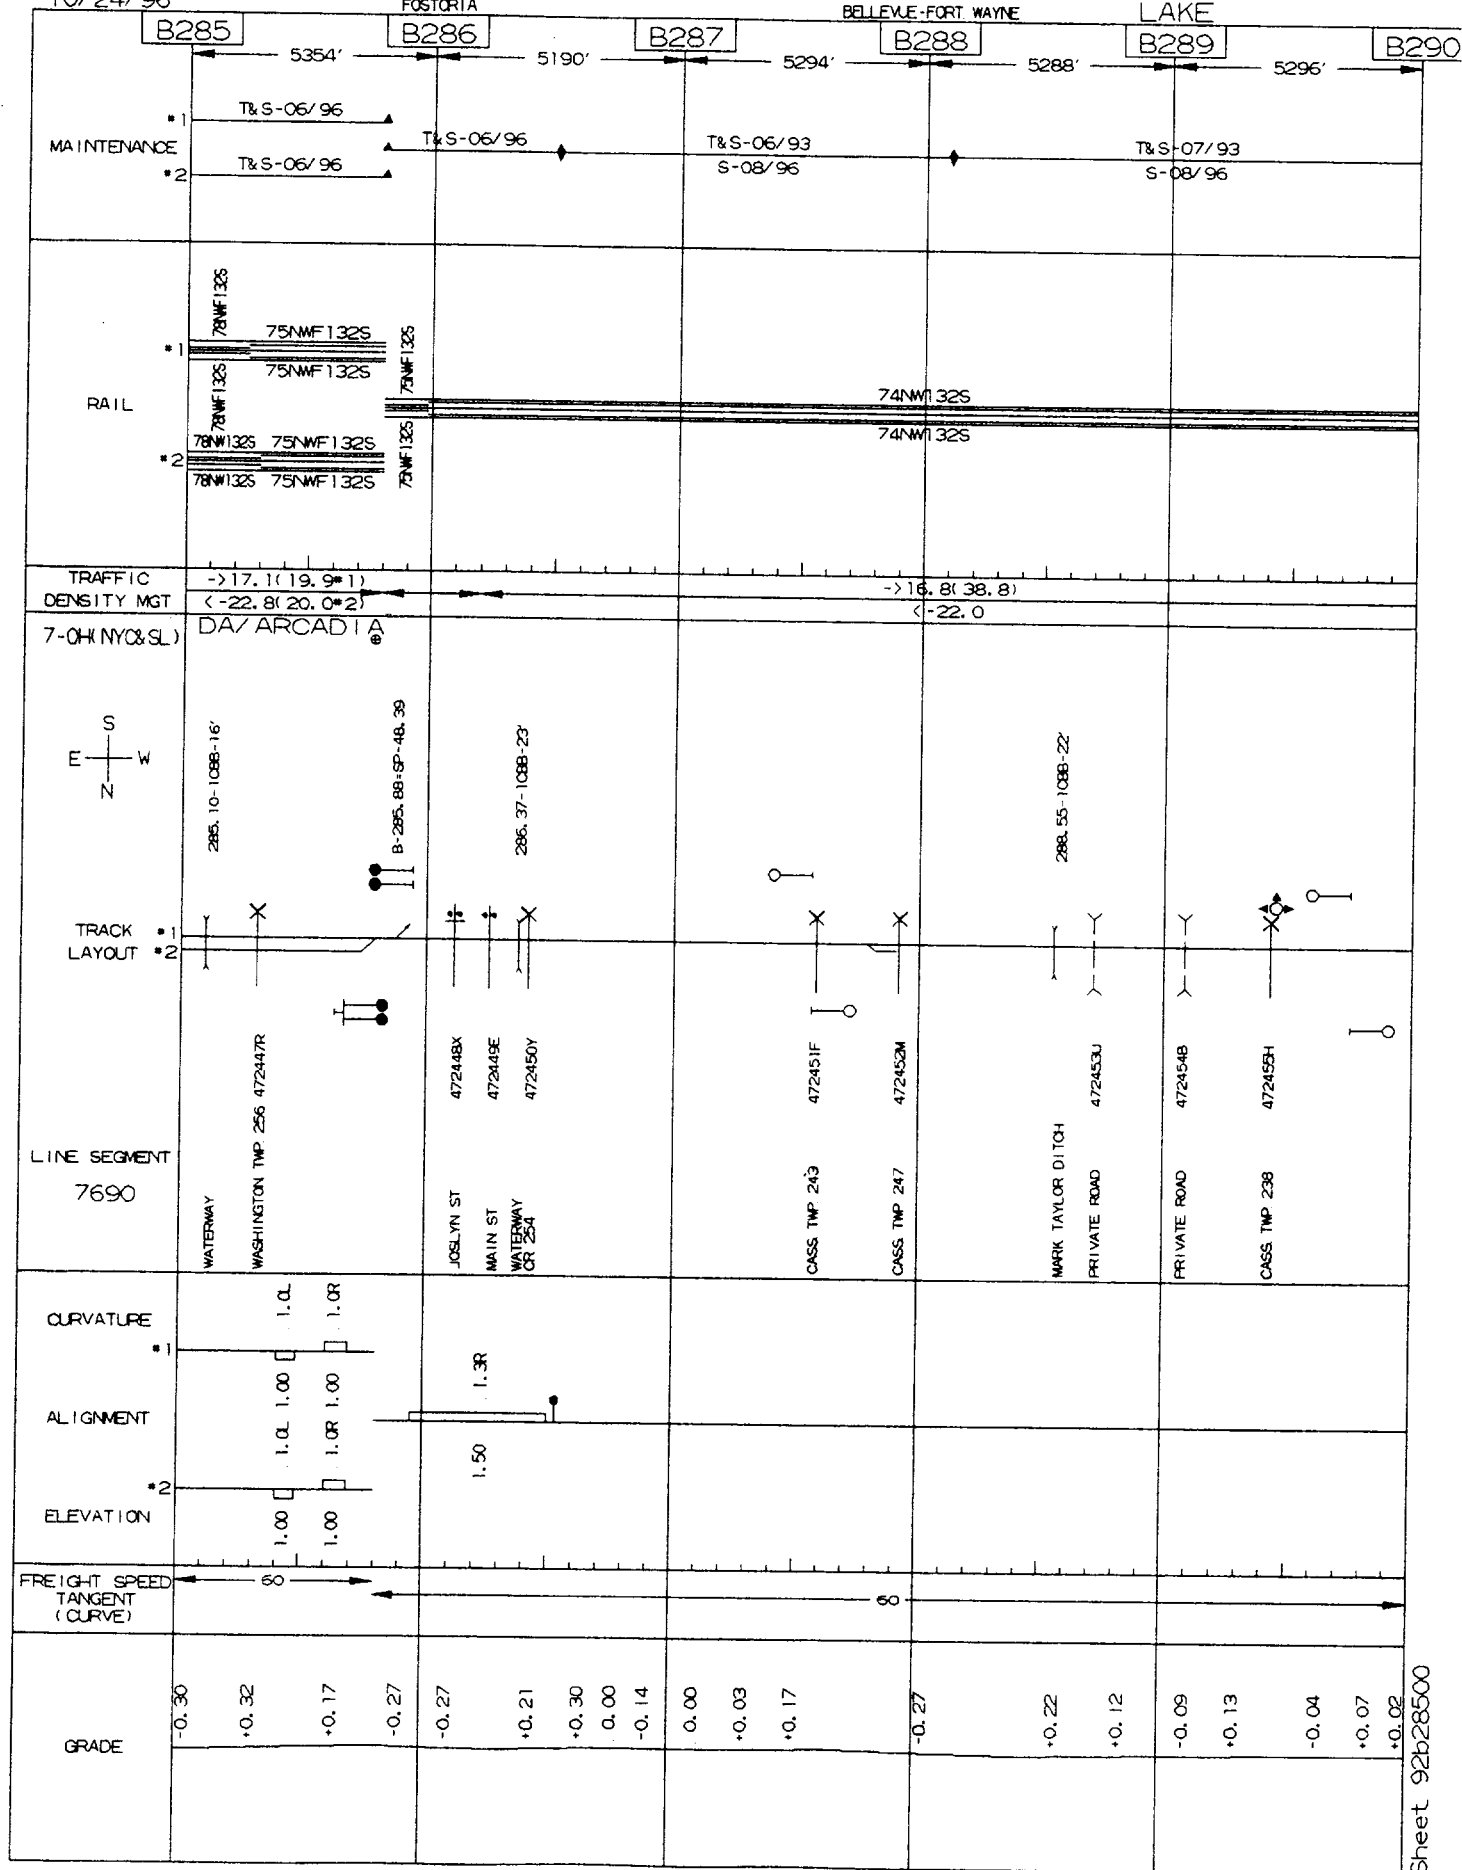 10/24/96
FOSTORIA
BELLEVUE-FORT WAYNE
LAKE
B285 B286 B287 B288 B289 B290
5354' 5190' 5294' 5288' 5296'
MAINTENANCE
#1 T&S-06/96
T&S-06/96 T&S-06/93 T&S-07/93
S-08/96 S-08/96
#2 T&S-06/96
RAIL
78NWF132S
#1 75NWF132S 75NWF132S
75NWF132S
78NWF132S
74NW132S
74NW132S
78NW132S 75NWF132S 75NWF132S
#2
78NW132S 75NWF132S
TRAFFIC
DENSITY MGT
->17.1(19.9#1)
<-22.8(20.0#2)
->16.8(38.8)
<-22.0
7-OH(NYC&SL) DA/ARCADIA
S
E W
N
285.10-1CBB-16'
B-285.88=SP-48.39
286.37-1CBB-23'
288.55-1CBB-22'
TRACK #1
LAYOUT #2
LINE SEGMENT
7690
WATERWAY
WASHINGTON TWP. 256 472447R
JOSLYN ST 472448X
MAIN ST 472449E
WATERWAY
CR 254 472450Y
CASS. TWP. 243 472451F
CASS. TWP. 247 472452M
MARK TAYLOR DITCH
PRIVATE ROAD 472453U
PRIVATE ROAD 472454B
CASS. TWP. 238 472455H
CURVATURE
1.0L 1.0R
#1
1.00 1.00 1.3R
ALIGNMENT
1.0L 1.0R 1.50
#2
ELEVATION
1.00 1.00
FREIGHT SPEED
TANGENT
(CURVE)
60 60
GRADE
-0.30 +0.32 +0.17 -0.27 -0.27 +0.21 +0.30 0.00 -0.14 0.00 +0.03 +0.17 -0.27 +0.22 +0.12 -0.09 +0.13 -0.04 +0.07 +0.02
Sheet 92b28500